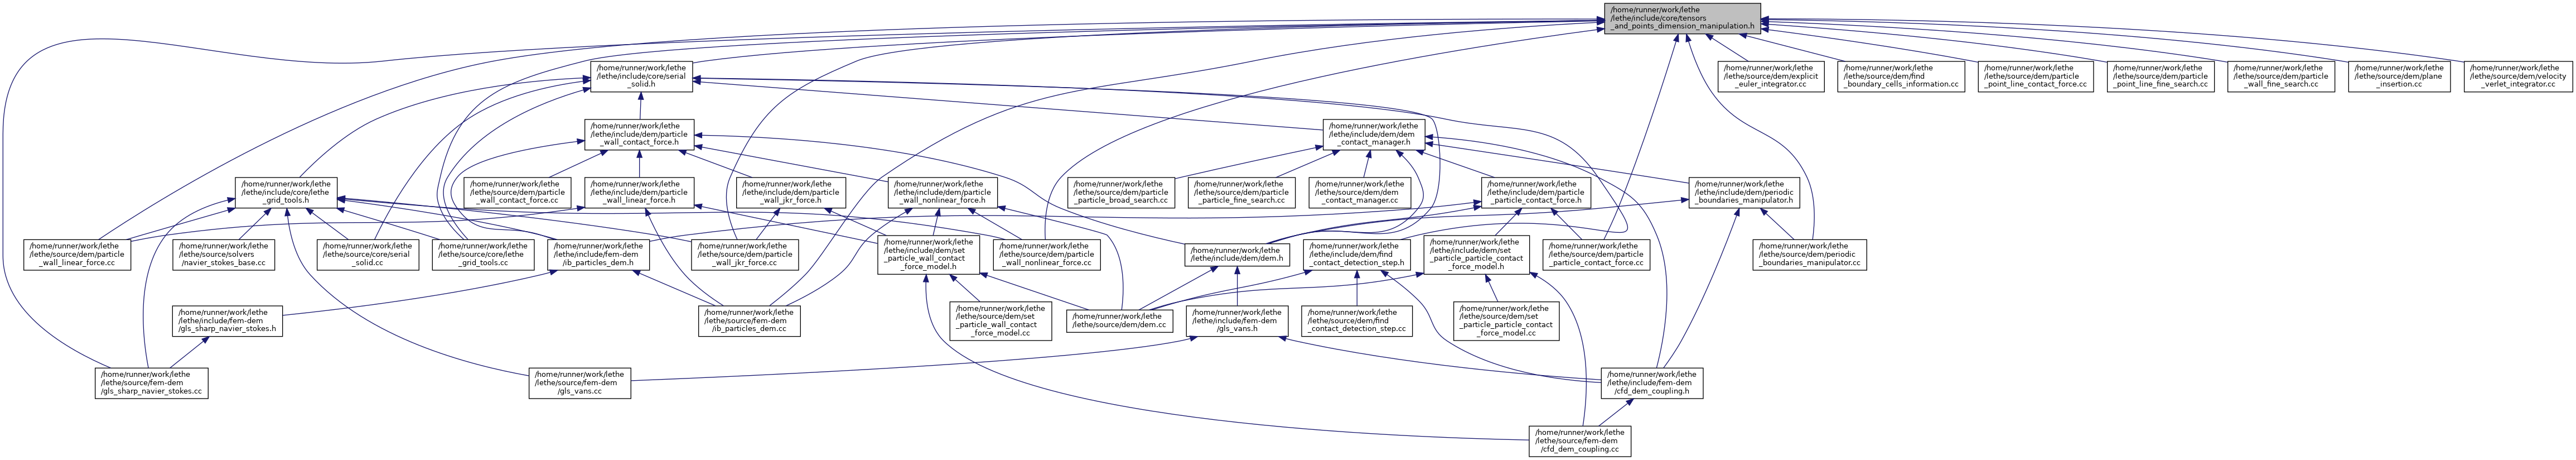 /home/runner/work/lethe
/lethe/include/core/tensors
_and_points_dimension_manipulation.h
/home/runner/work/lethe
/lethe/include/core/serial
_solid.h
/home/runner/work/lethe
/lethe/source/dem/explicit
_euler_integrator.cc
/home/runner/work/lethe
/lethe/source/dem/find
_boundary_cells_information.cc
/home/runner/work/lethe
/lethe/source/dem/particle
_point_line_contact_force.cc
/home/runner/work/lethe
/lethe/source/dem/particle
_point_line_fine_search.cc
/home/runner/work/lethe
/lethe/source/dem/particle
_wall_fine_search.cc
/home/runner/work/lethe
/lethe/source/dem/plane
_insertion.cc
/home/runner/work/lethe
/lethe/source/dem/velocity
_verlet_integrator.cc
/home/runner/work/lethe
/lethe/include/dem/particle
_wall_contact_force.h
/home/runner/work/lethe
/lethe/include/dem/dem
_contact_manager.h
/home/runner/work/lethe
/lethe/include/core/lethe
_grid_tools.h
/home/runner/work/lethe
/lethe/source/dem/particle
_wall_contact_force.cc
/home/runner/work/lethe
/lethe/include/dem/particle
_wall_linear_force.h
/home/runner/work/lethe
/lethe/include/dem/particle
_wall_jkr_force.h
/home/runner/work/lethe
/lethe/include/dem/particle
_wall_nonlinear_force.h
/home/runner/work/lethe
/lethe/source/dem/particle
_particle_broad_search.cc
/home/runner/work/lethe
/lethe/source/dem/particle
_particle_fine_search.cc
/home/runner/work/lethe
/lethe/source/dem/dem
_contact_manager.cc
/home/runner/work/lethe
/lethe/include/dem/particle
_particle_contact_force.h
/home/runner/work/lethe
/lethe/include/dem/periodic
_boundaries_manipulator.h
/home/runner/work/lethe
/lethe/source/dem/particle
_wall_linear_force.cc
/home/runner/work/lethe
/lethe/source/solvers
/navier_stokes_base.cc
/home/runner/work/lethe
/lethe/source/core/serial
_solid.cc
/home/runner/work/lethe
/lethe/source/core/lethe
_grid_tools.cc
/home/runner/work/lethe
/lethe/include/fem-dem
/ib_particles_dem.h
/home/runner/work/lethe
/lethe/source/dem/particle
_wall_jkr_force.cc
/home/runner/work/lethe
/lethe/include/dem/set
_particle_wall_contact
_force_model.h
/home/runner/work/lethe
/lethe/source/dem/particle
_wall_nonlinear_force.cc
/home/runner/work/lethe
/lethe/include/dem/dem.h
/home/runner/work/lethe
/lethe/include/dem/find
_contact_detection_step.h
/home/runner/work/lethe
/lethe/include/dem/set
_particle_particle_contact
_force_model.h
/home/runner/work/lethe
/lethe/source/dem/particle
_particle_contact_force.cc
/home/runner/work/lethe
/lethe/source/dem/periodic
_boundaries_manipulator.cc
/home/runner/work/lethe
/lethe/include/fem-dem
/gls_sharp_navier_stokes.h
/home/runner/work/lethe
/lethe/source/fem-dem
/ib_particles_dem.cc
/home/runner/work/lethe
/lethe/source/dem/set
_particle_wall_contact
_force_model.cc
/home/runner/work/lethe
/lethe/source/dem/dem.cc
/home/runner/work/lethe
/lethe/include/fem-dem
/gls_vans.h
/home/runner/work/lethe
/lethe/source/dem/find
_contact_detection_step.cc
/home/runner/work/lethe
/lethe/source/dem/set
_particle_particle_contact
_force_model.cc
/home/runner/work/lethe
/lethe/source/fem-dem
/gls_sharp_navier_stokes.cc
/home/runner/work/lethe
/lethe/source/fem-dem
/gls_vans.cc
/home/runner/work/lethe
/lethe/include/fem-dem
/cfd_dem_coupling.h
/home/runner/work/lethe
/lethe/source/fem-dem
/cfd_dem_coupling.cc